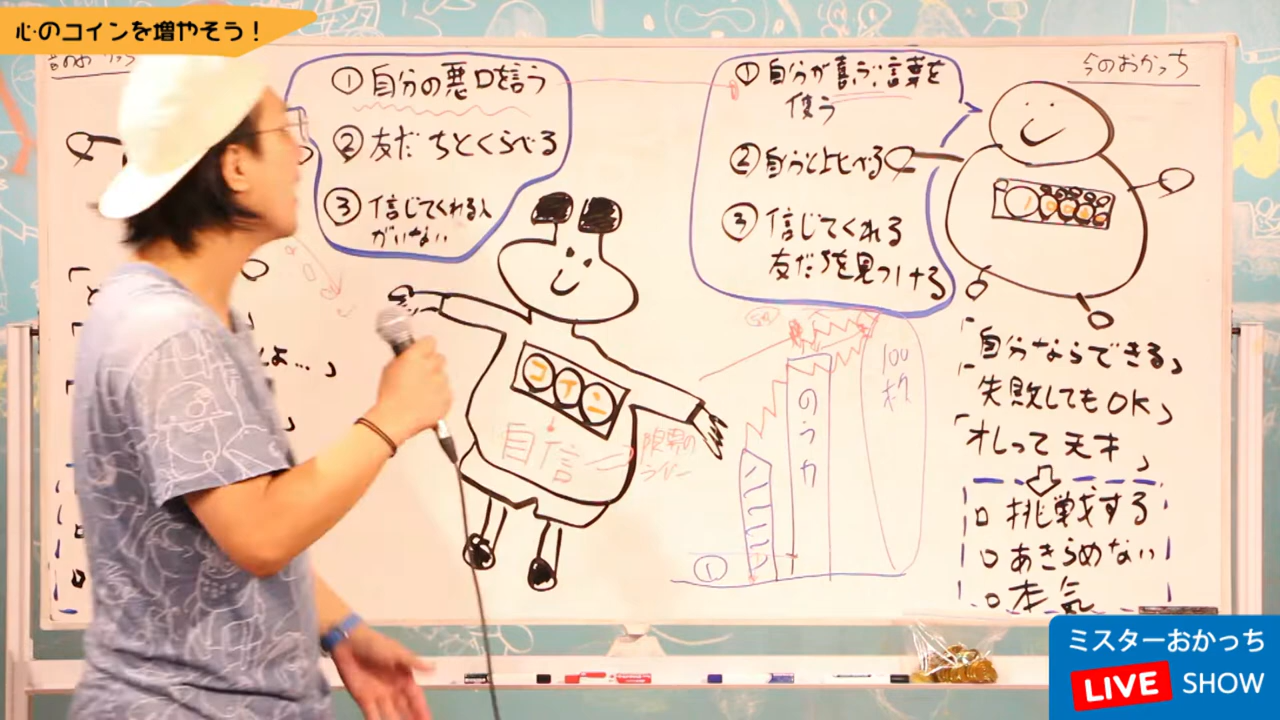 心のコインを増やそう！
今のおかっち
① 自分の悪口を言う
② 友だちとくらべる
③ 信じてくれる人
がいない
① 自分が喜ぶ言葉を
使う
② 自分と比べる
③ 信じてくれる
友だちを見つける
コイン
自信
限界の
のうか
100
枚
①
「自分ならできる」
「失敗してもOK」
「オレって天才」
挑戦する
あきらめない
本気
ミスターおかっち
LIVE SHOW